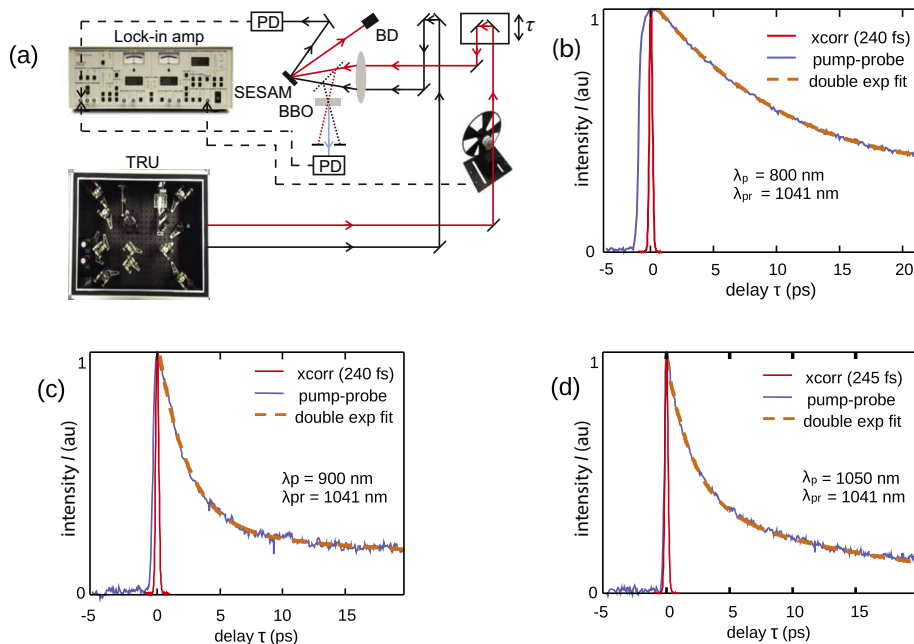 (a)
Lock-in amp
PD
BD
τ
SESAM
BBO
PD
TRU
(b)
1
0
intensity I (au)
xcorr (240 fs)
pump-probe
double exp fit
λp = 800 nm
λpr = 1041 nm
-5 0 5 10 15 20
delay τ (ps)
(c)
1
0
intensity I (au)
xcorr (240 fs)
pump-probe
double exp fit
λp = 900 nm
λpr = 1041 nm
-5 0 5 10 15
delay τ (ps)
(d)
1
0
intensity I (au)
xcorr (245 fs)
pump-probe
double exp fit
λp = 1050 nm
λpr = 1041 nm
-5 0 5 10 15
delay τ (ps)